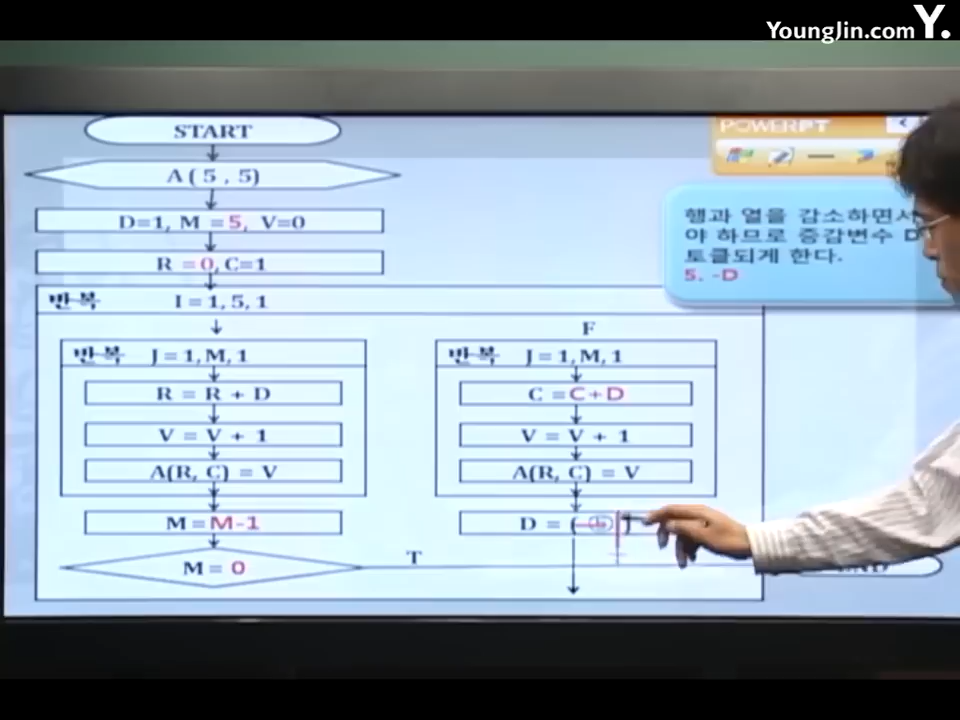 YoungJin.com Y.
START
POWERPT
A ( 5 , 5)
D=1, M = 5, V=0
R = 0, C=1
반복 I = 1, 5, 1
행과 열을 감소하면서
야 하므로 증감변수 D
토클되게 한다.
5. -D
F
반복 J = 1, M, 1
R = R + D
V = V + 1
A(R, C) = V
M = M-1
M = 0
T
반복 J = 1, M, 1
C = C+D
V = V + 1
A(R, C) = V
D = ( ⑤ )